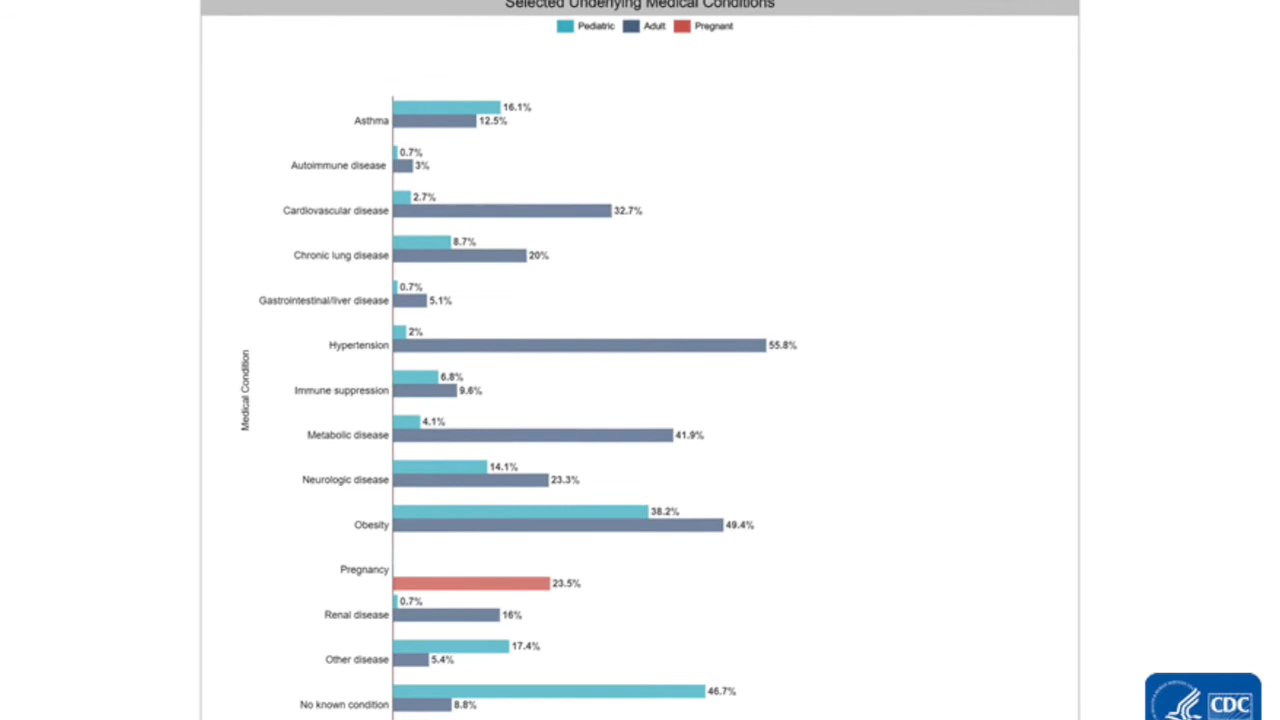 Selected Underlying Medical Conditions
Pediatric Adult Pregnant
Medical Condition
Asthma 16.1% 12.5%
Autoimmune disease 0.7% 3%
Cardiovascular disease 2.7% 32.7%
Chronic lung disease 8.7% 20%
Gastrointestinal/liver disease 0.7% 5.1%
Hypertension 2% 55.8%
Immune suppression 6.8% 9.6%
Metabolic disease 4.1% 41.9%
Neurologic disease 14.1% 23.3%
Obesity 38.2% 49.4%
Pregnancy 23.5%
Renal disease 0.7% 16%
Other disease 17.4% 5.4%
No known condition 46.7% 8.8%
CDC